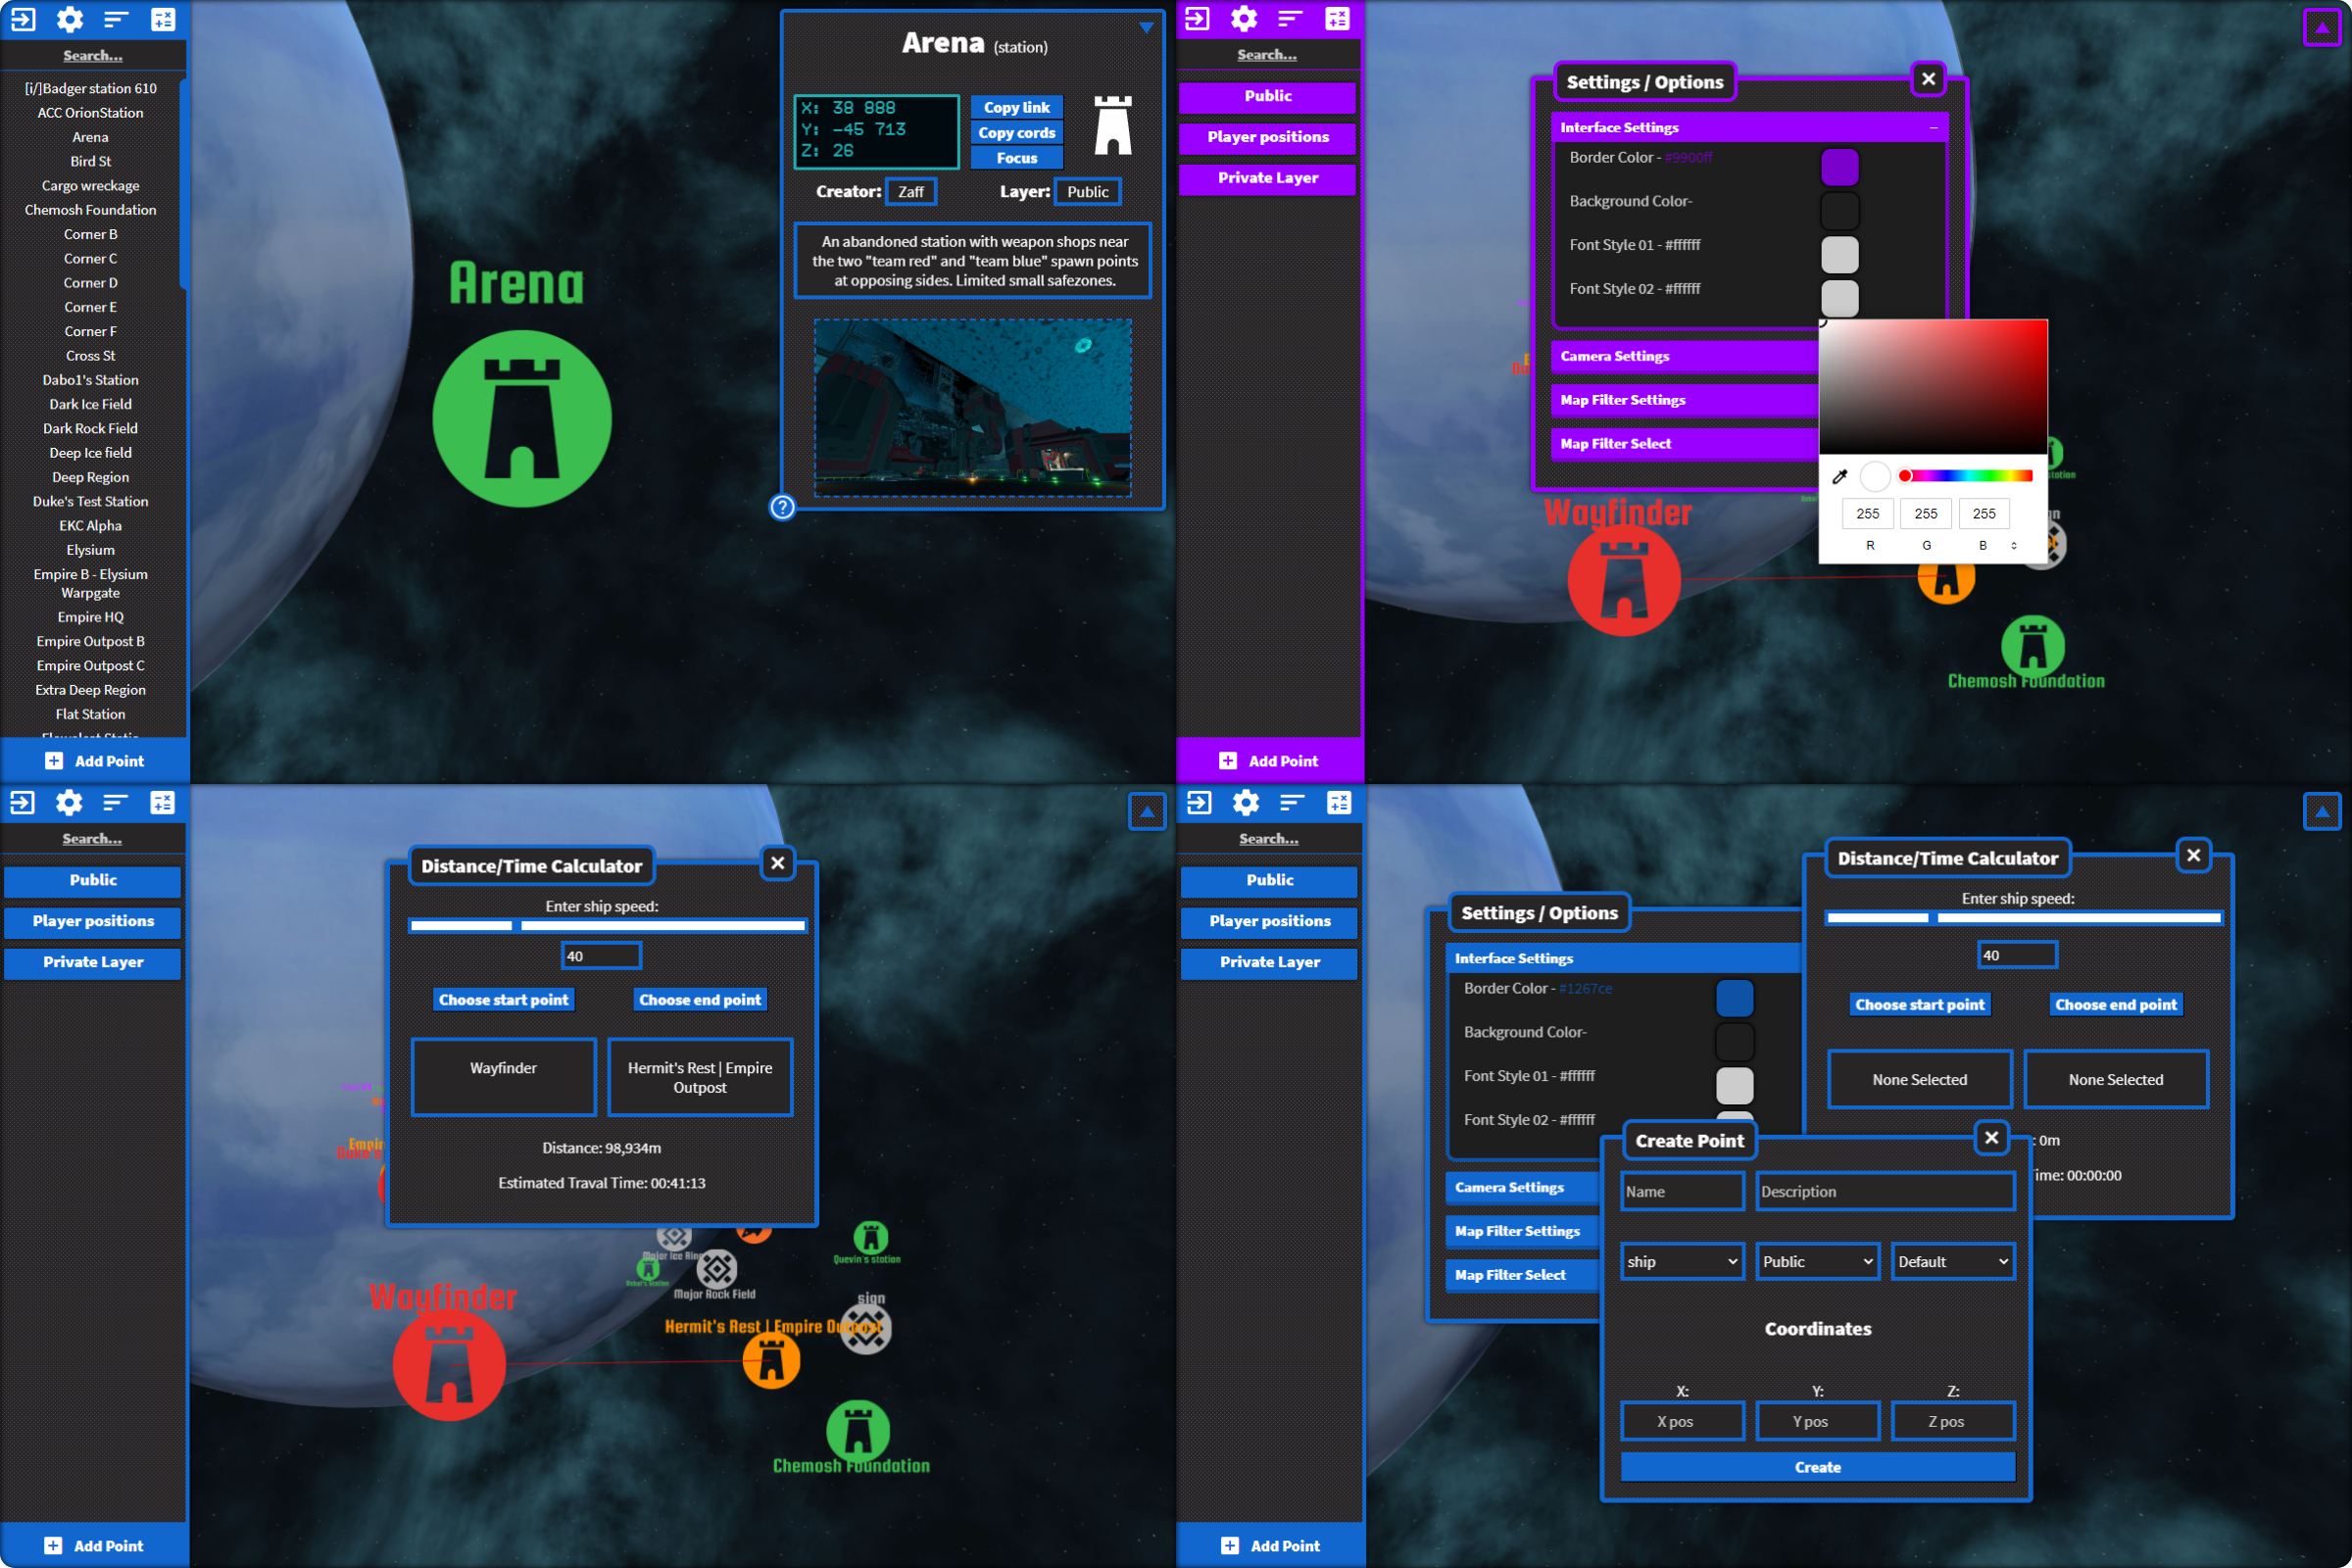 Search...
[i/]Badger station 610
ACC OrionStation
Arena
Bird St
Cargo wreckage
Chemosh Foundation
Corner B
Corner C
Corner D
Corner E
Corner F
Cross St
Dabo1's Station
Dark Ice Field
Dark Rock Field
Deep Ice field
Deep Region
Duke's Test Station
EKC Alpha
Elysium
Empire B - Elysium
Warpgate
Empire HQ
Empire Outpost B
Empire Outpost C
Extra Deep Region
Flat Station
Add Point
Arena
Arena (station)
X: 38 888
Y: -45 713
Z: 26
Copy link
Copy cords
Focus
Creator: Zaff
Layer: Public
An abandoned station with weapon shops near
the two "team red" and "team blue" spawn points
at opposing sides. Limited small safezones.
?
Search...
Public
Player positions
Private Layer
Add Point
Settings / Options
Interface Settings
Border Color - #9900ff
Background Color-
Font Style 01 - #ffffff
Font Style 02 - #ffffff
Camera Settings
Map Filter Settings
Map Filter Select
255 255 255
R G B
Wayfinder
Chemosh Foundation
Search...
Public
Player positions
Private Layer
Add Point
Distance/Time Calculator
Enter ship speed:
40
Choose start point
Choose end point
Wayfinder
Hermit's Rest | Empire
Outpost
Distance: 98,934m
Estimated Traval Time: 00:41:13
Major Ice Ring
Quevin's station
Major Rock Field
sign
Wayfinder
Hermit's Rest | Empire Outpost
Chemosh Foundation
Search...
Public
Player positions
Private Layer
Add Point
Settings / Options
Interface Settings
Border Color - #1267ce
Background Color-
Font Style 01 - #ffffff
Font Style 02 - #ffffff
Camera Settings
Map Filter Settings
Map Filter Select
Distance/Time Calculator
Enter ship speed:
40
Choose start point
Choose end point
None Selected
None Selected
: 0m
ime: 00:00:00
Create Point
Name
Description
ship
Public
Default
Coordinates
X:
Y:
Z:
X pos
Y pos
Z pos
Create